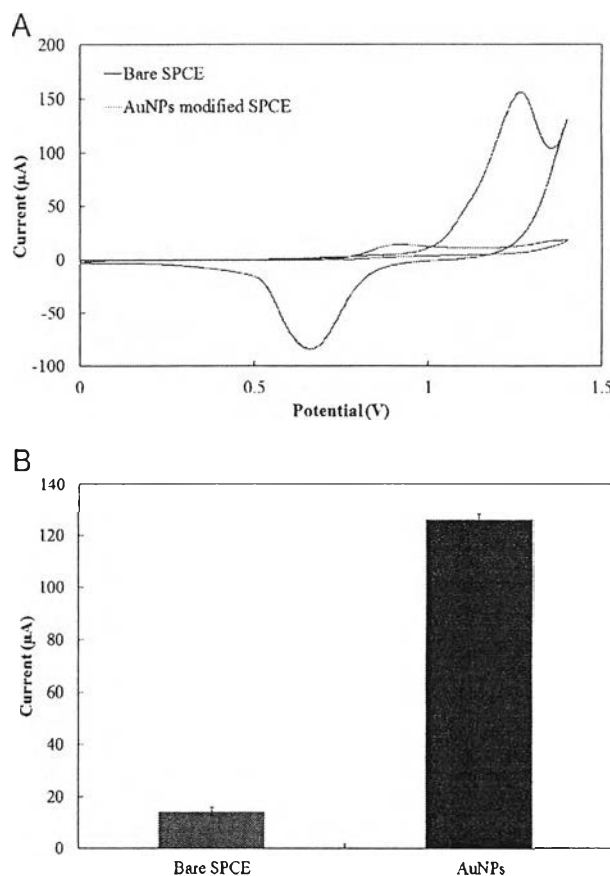 A
200
150
100
50
0
-50
-100
Current (µA)
Bare SPCE
AuNPs modified SPCE
0 0.5 1 1.5
Potential (V)
B
140
120
100
80
60
40
20
0
Current (µA)
Bare SPCE AuNPs